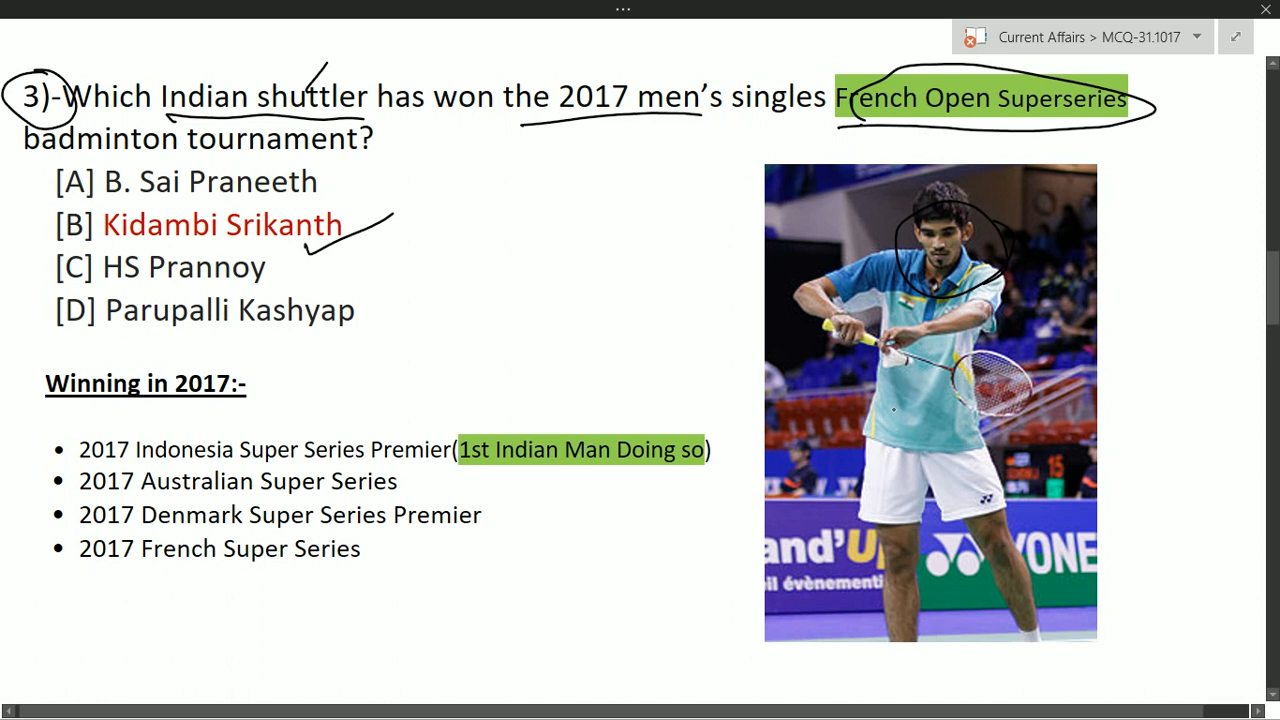 Current Affairs > MCQ-31.1017
3)-Which Indian shuttler has won the 2017 men's singles French Open Superseries
badminton tournament?
[A] B. Sai Praneeth
[B] Kidambi Srikanth
[C] HS Prannoy
[D] Parupalli Kashyap
Winning in 2017:-
• 2017 Indonesia Super Series Premier(1st Indian Man Doing so)
• 2017 Australian Super Series
• 2017 Denmark Super Series Premier
• 2017 French Super Series
15
and'U
YONE
il évènementi